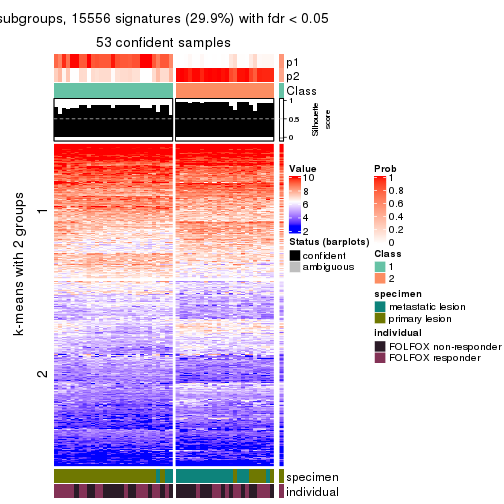 subgroups, 15556 signatures (29.9%) with fdr < 0.05
53 confident samples
p1
p2
Class
1
0.5
0
Silhouette
score
k-means with 2 groups
1
2
Value
10
8
6
4
2
Status (barplots)
confident
ambiguous
Prob
1
0.8
0.6
0.4
0.2
0
Class
1
2
specimen
metastatic lesion
primary lesion
individual
FOLFOX non-responder
FOLFOX responder
specimen
individual